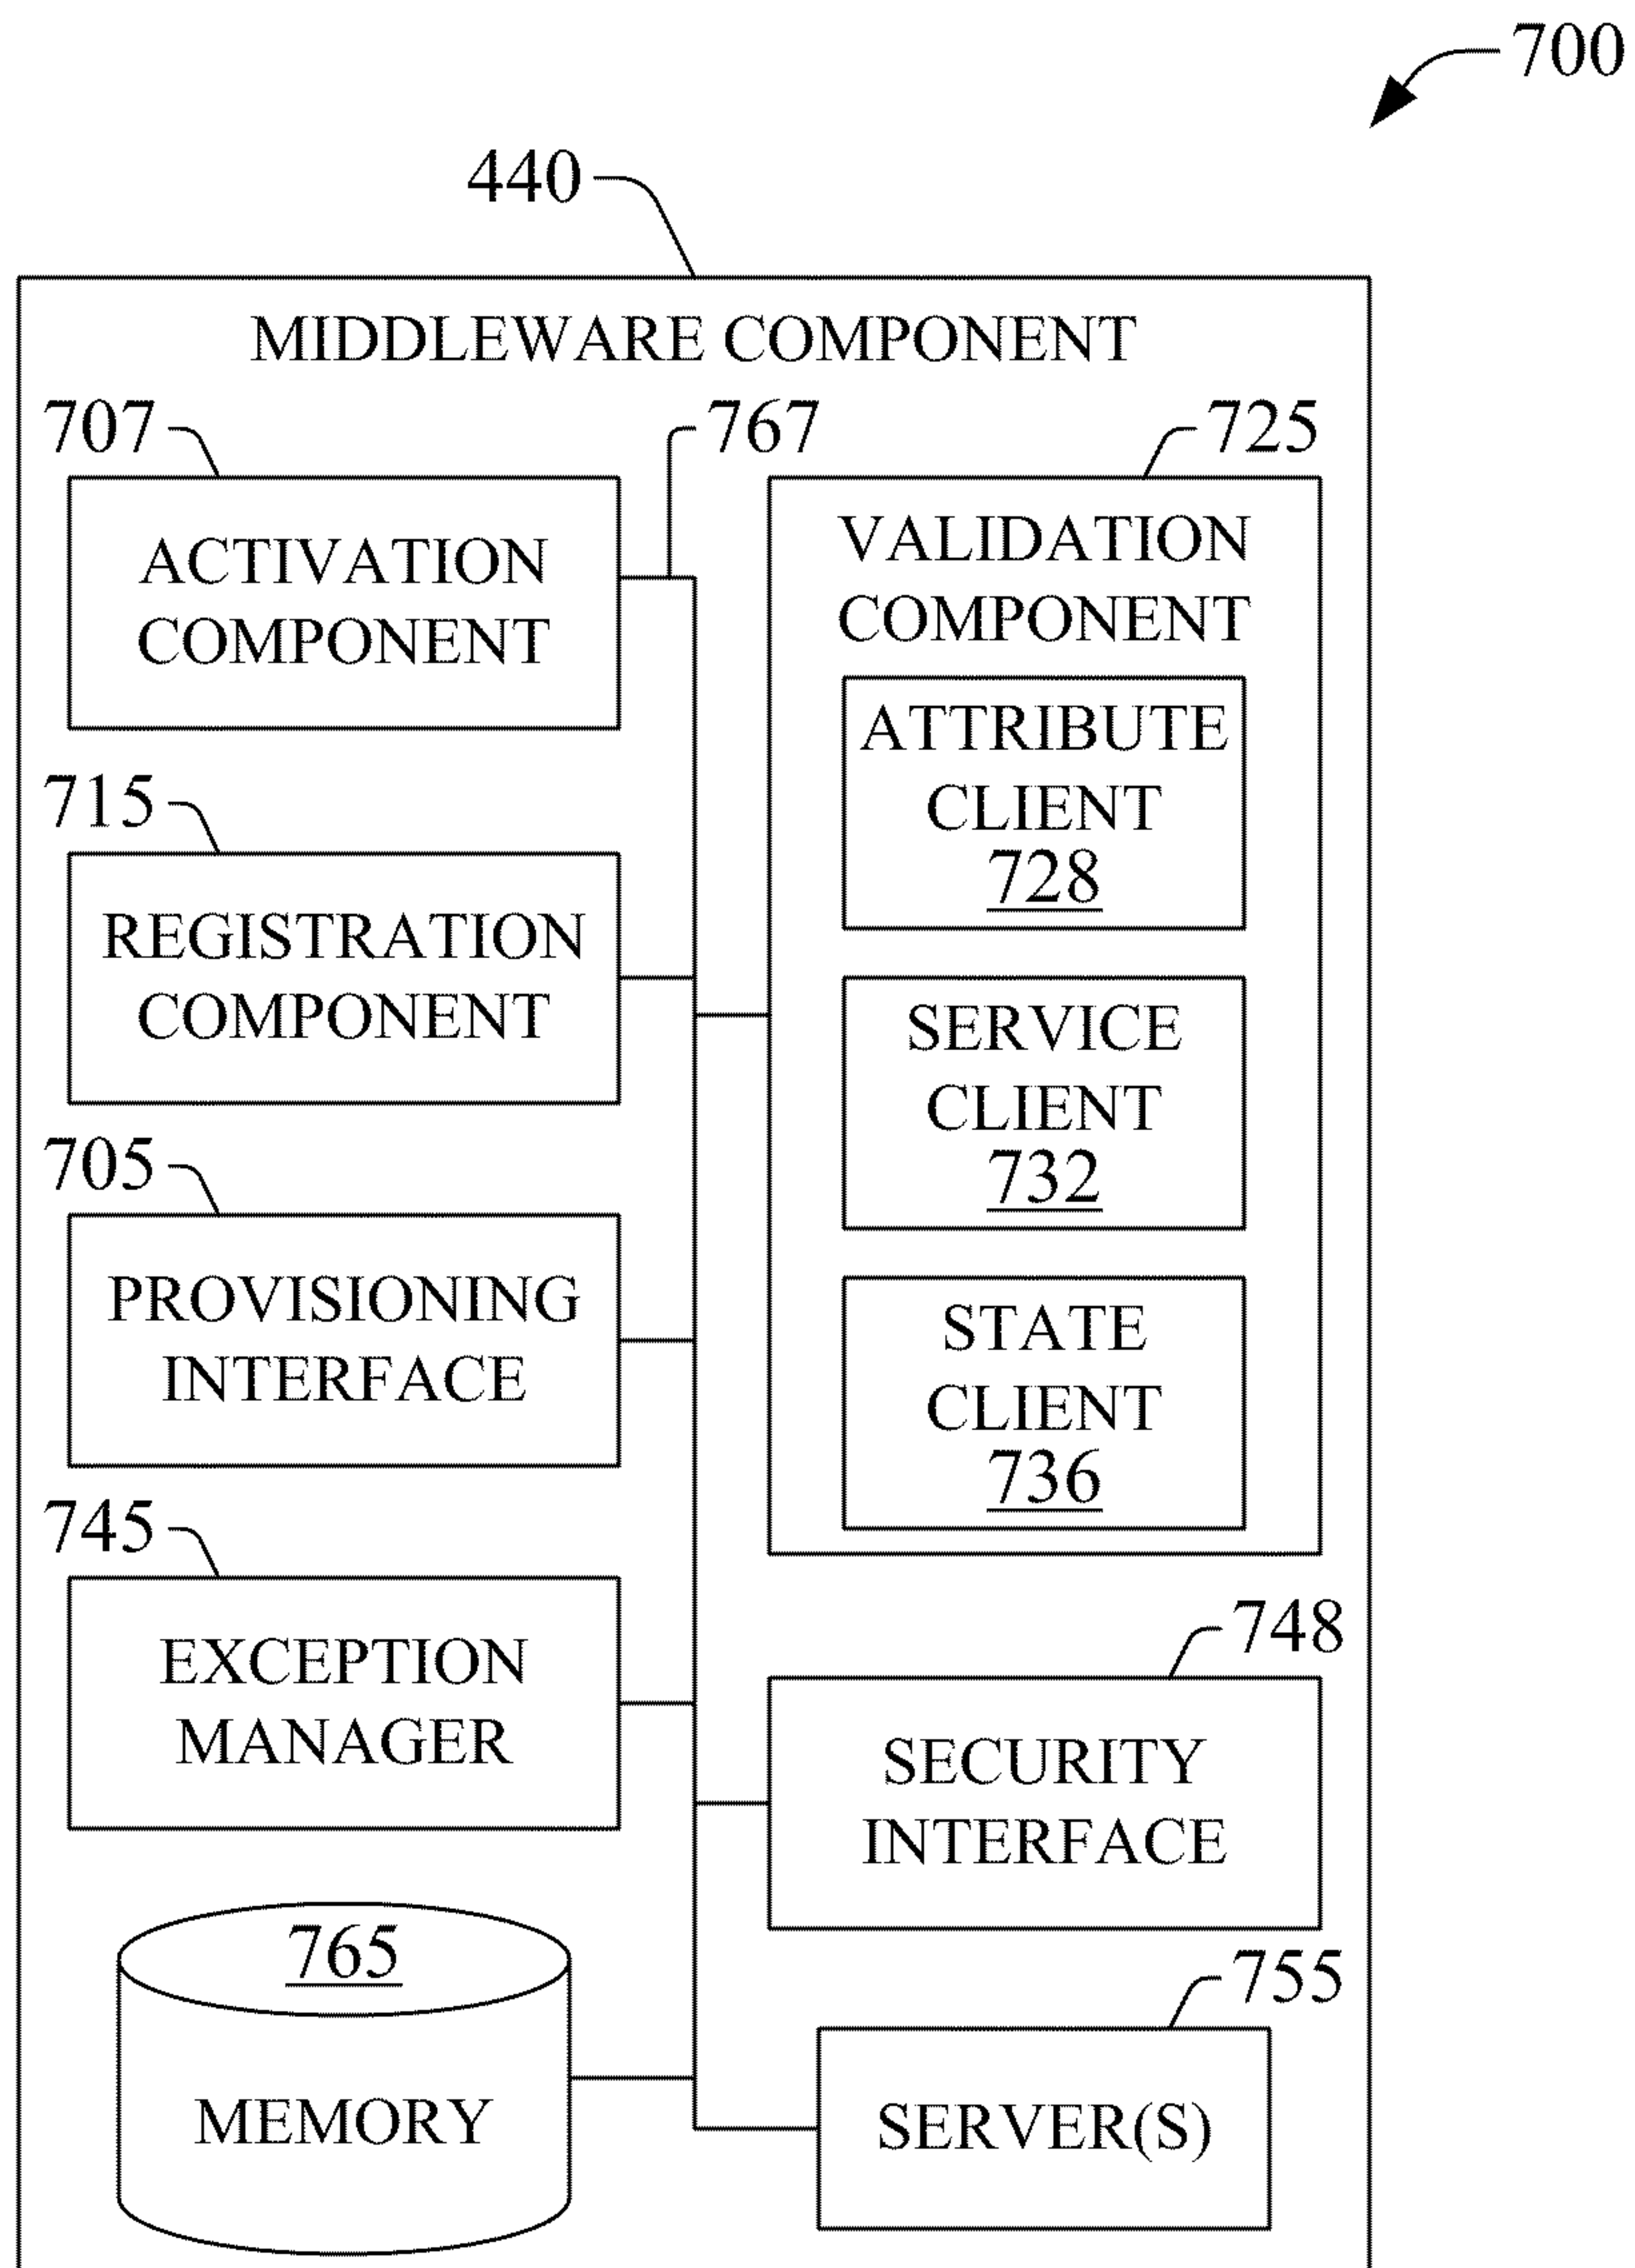 700
440
MIDDLEWARE COMPONENT
707
767
725
ACTIVATION
COMPONENT
VALIDATION
COMPONENT
ATTRIBUTE
CLIENT
728
715
REGISTRATION
COMPONENT
SERVICE
CLIENT
732
705
PROVISIONING
INTERFACE
STATE
CLIENT
736
745
EXCEPTION
MANAGER
748
SECURITY
INTERFACE
765
MEMORY
755
SERVER(S)